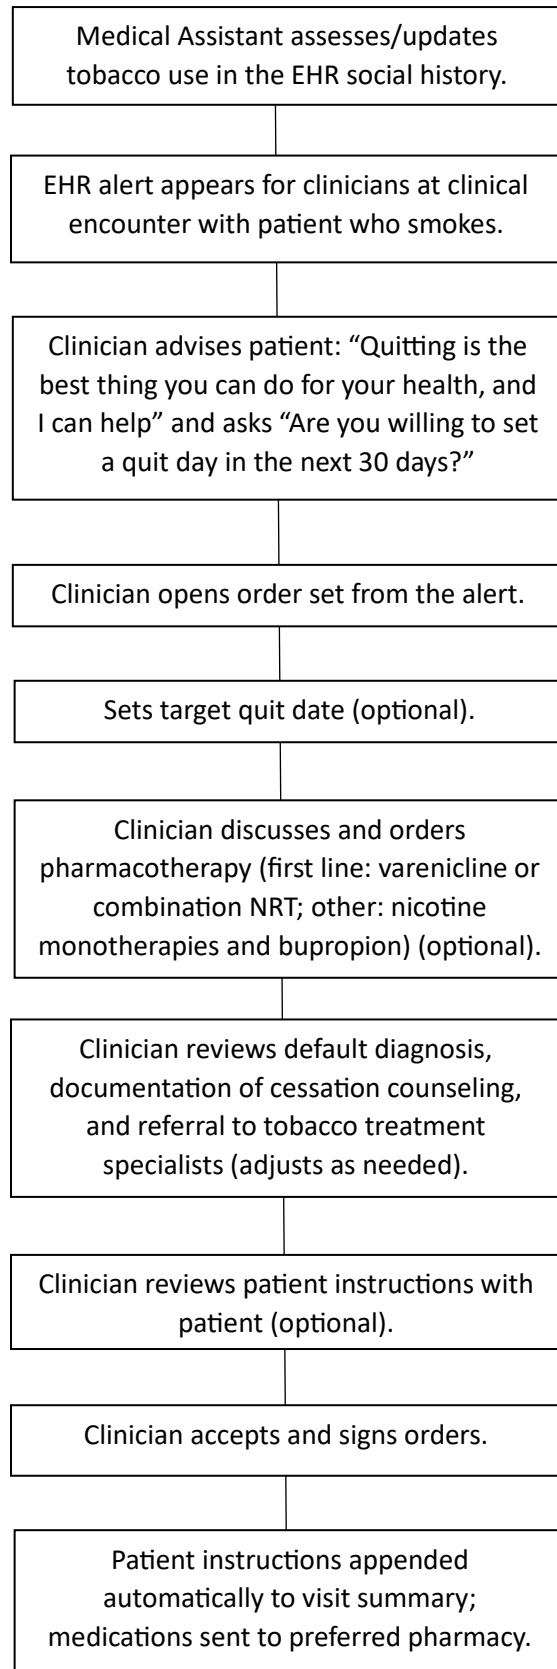 Medical Assistant assesses/updates
tobacco use in the EHR social history.
EHR alert appears for clinicians at clinical
encounter with patient who smokes.
Clinician advises patient: “Quitting is the
best thing you can do for your health, and
I can help” and asks “Are you willing to set
a quit day in the next 30 days?”
Clinician opens order set from the alert.
Sets target quit date (optional).
Clinician discusses and orders
pharmacotherapy (first line: varenicline or
combination NRT; other: nicotine
monotherapies and bupropion) (optional).
Clinician reviews default diagnosis,
documentation of cessation counseling,
and referral to tobacco treatment
specialists (adjusts as needed).
Clinician reviews patient instructions with
patient (optional).
Clinician accepts and signs orders.
Patient instructions appended
automatically to visit summary;
medications sent to preferred pharmacy.